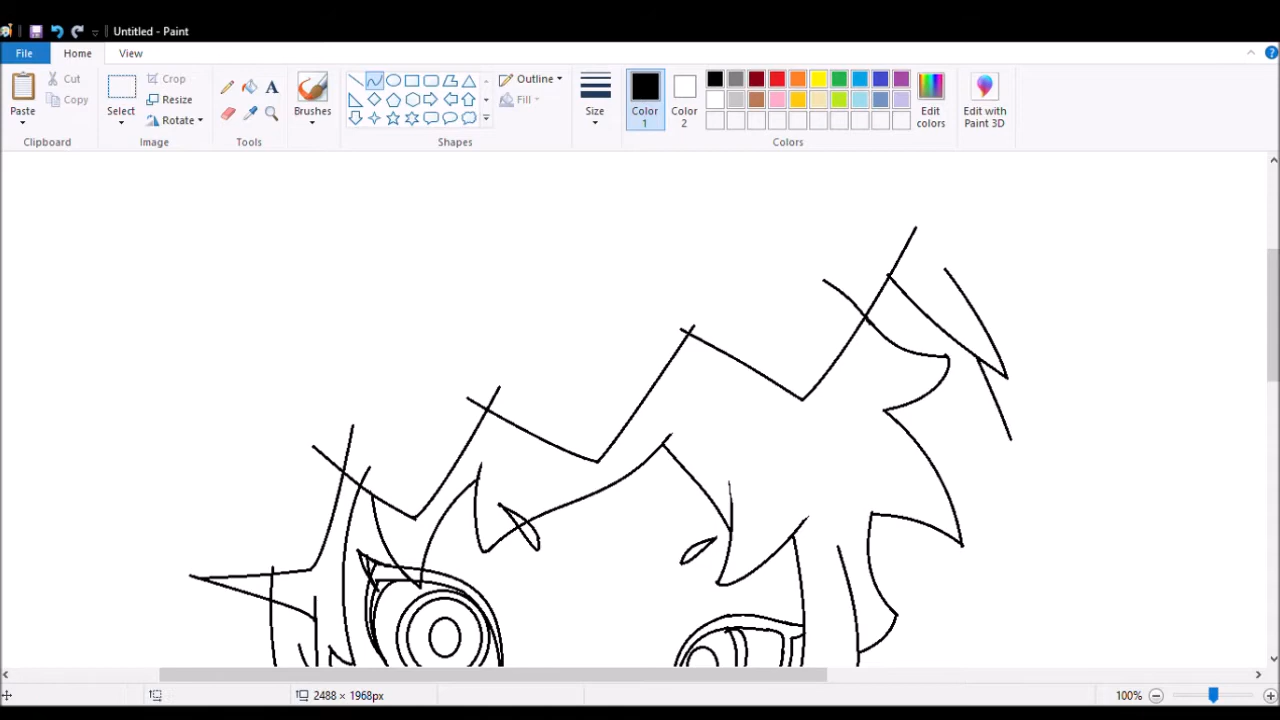 Untitled - Paint
File Home View
Paste Cut Copy
Clipboard
Select Crop Resize Rotate
Image
Tools
Brushes
Outline Fill
Shapes
Size
Color 1
Color 2
Edit colors
Colors
Edit with Paint 3D
2488 × 1968px
100%